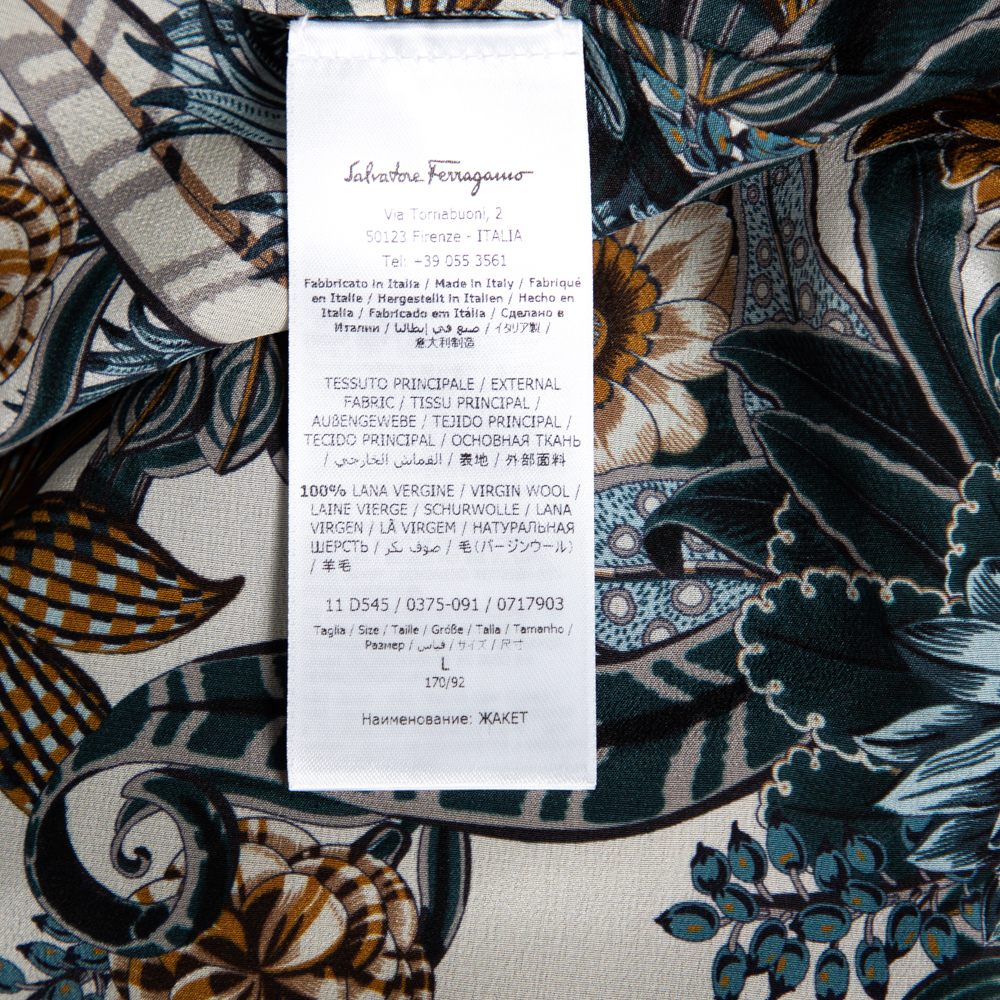 Salvatore Ferragamo
Via Tornabuoni, 2
50123 Firenze - ITALIA
Tel: +39 055 3561
Fabbricato in Italia / Made in Italy / Fabriqué
en Italie / Hergestellt in Italien / Hecho en
Italia / Fabricado em Itália / Сделано в
Италии / صنع في إيطاليا / イタリア製 /
意大利制造
TESSUTO PRINCIPALE / EXTERNAL
FABRIC / TISSU PRINCIPAL /
AUßENGEWEBE / TEJIDO PRINCIPAL /
TECIDO PRINCIPAL / ОСНОВНАЯ ТКАНЬ
/ القماش الخارجي / 表地 / 外部面料
100% LANA VERGINE / VIRGIN WOOL /
LAINE VIERGE / SCHURWOLLE / LANA
VIRGEN / LÃ VIRGEM / НАТУРАЛЬНАЯ
ШЕРСТЬ / صوف بكر / 毛(バージンウール)
/ 羊毛
11 D545 / 0375-091 / 0717903
Taglia / Size / Taille / Größe / Talla / Tamanho /
Размер / قياس / サイズ / 尺寸
L
170/92
Наименование: ЖАКЕТ